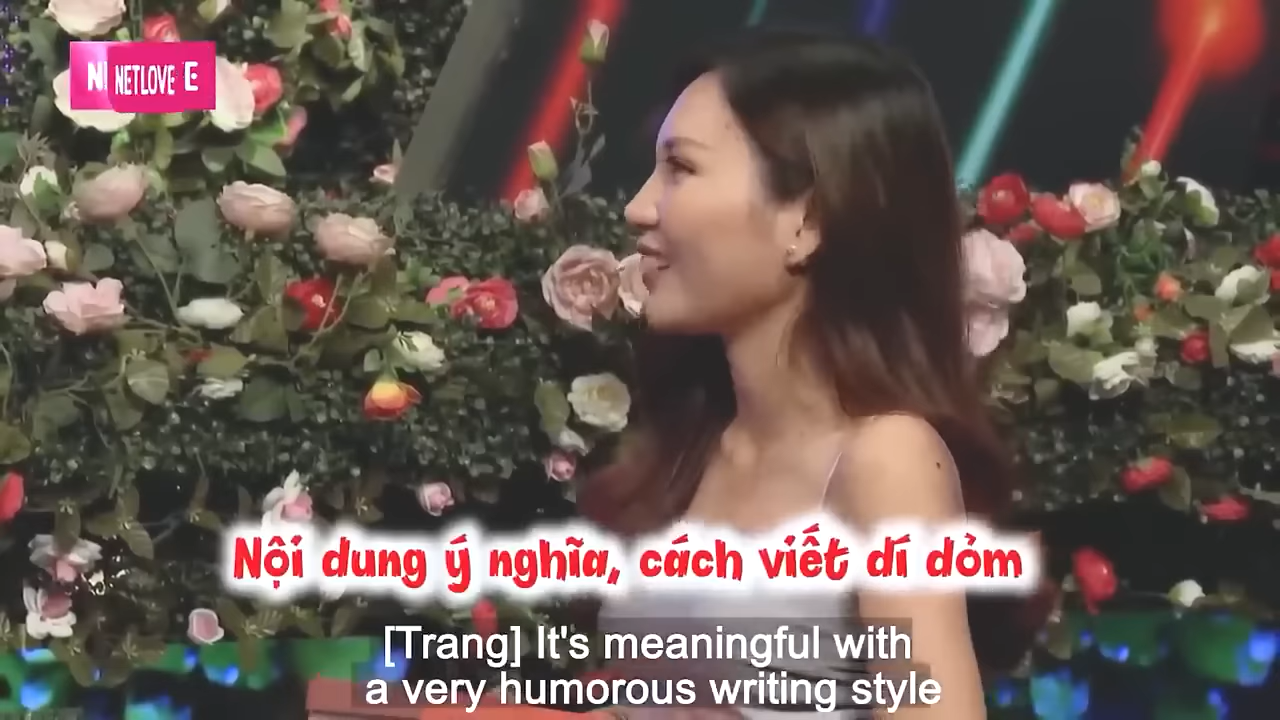 NETLOVE E
Nội dung ý nghĩa, cách viết dí dỏm
[Trang] It's meaningful with
a very humorous writing style